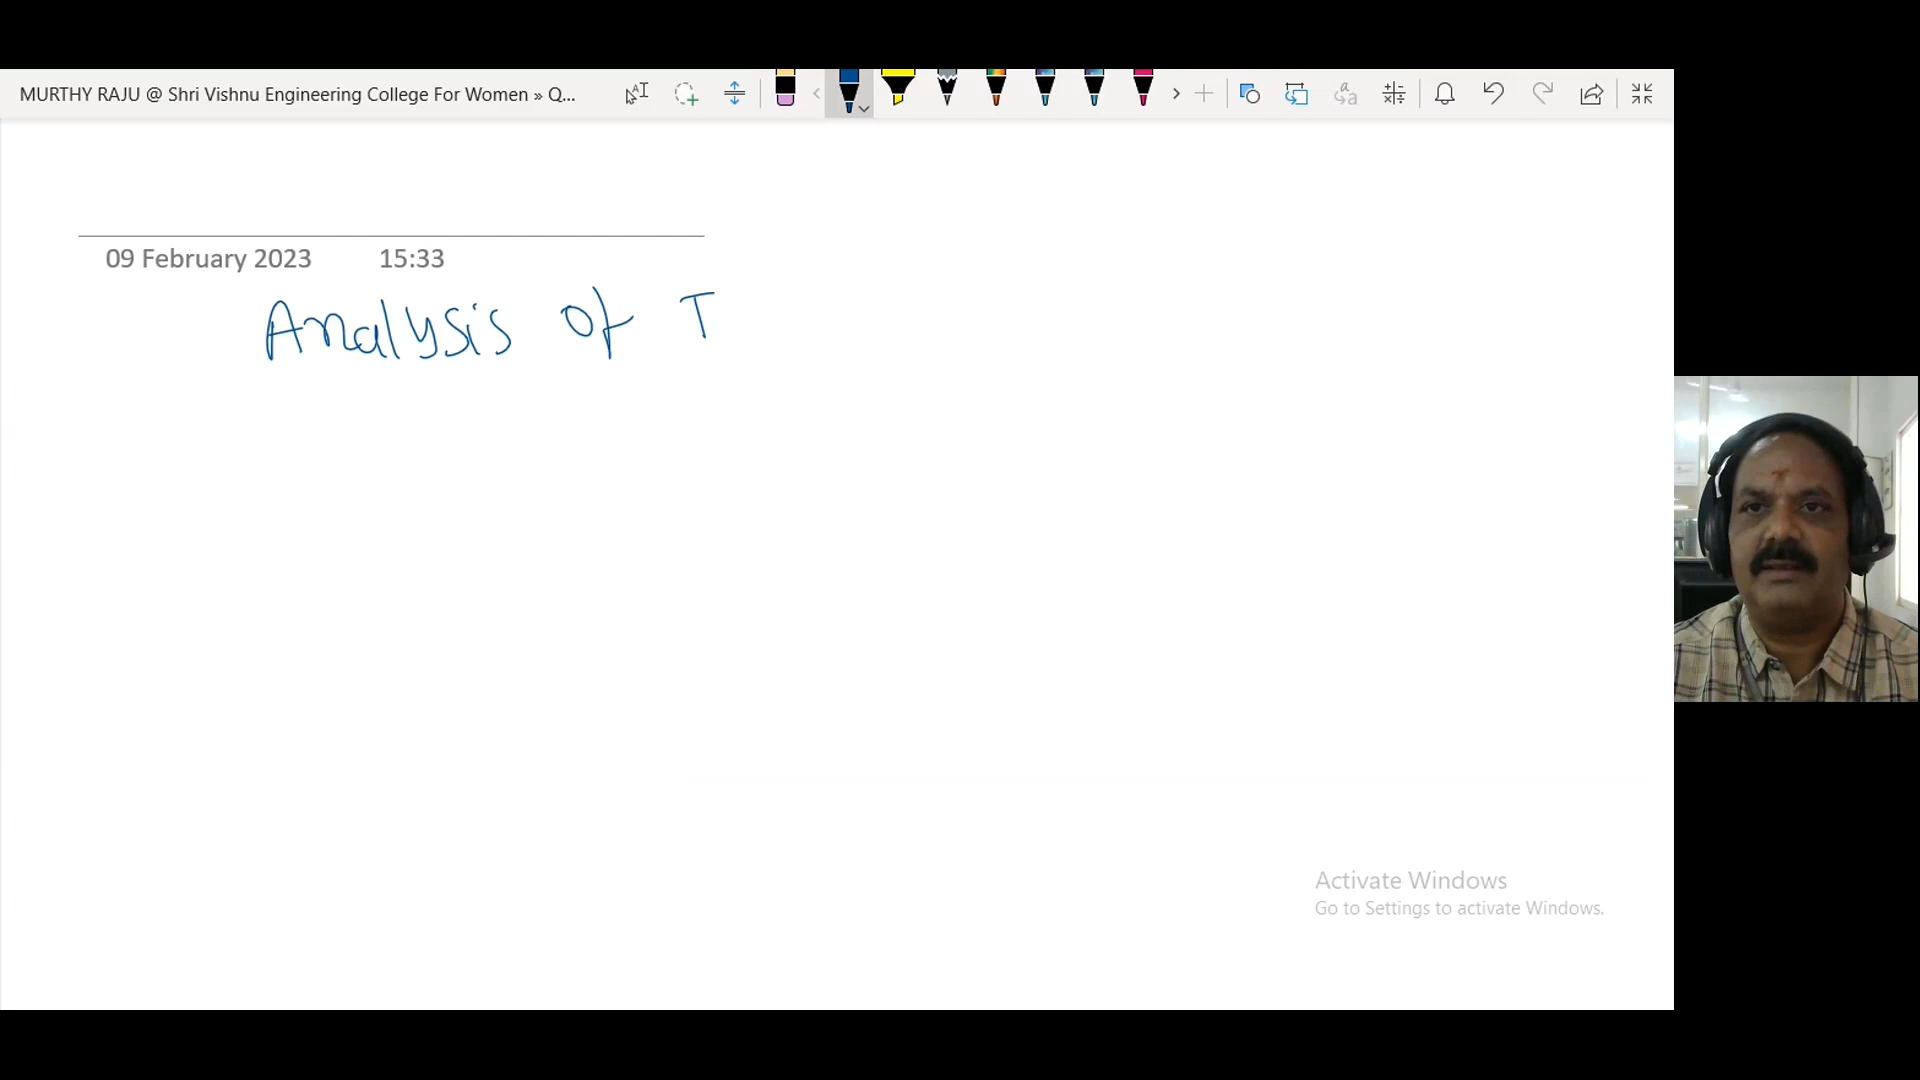 MURTHY RAJU @ Shri Vishnu Engineering College For Women » Q...
09 February 2023 15:33
Analysis of T
Activate Windows
Go to Settings to activate Windows.